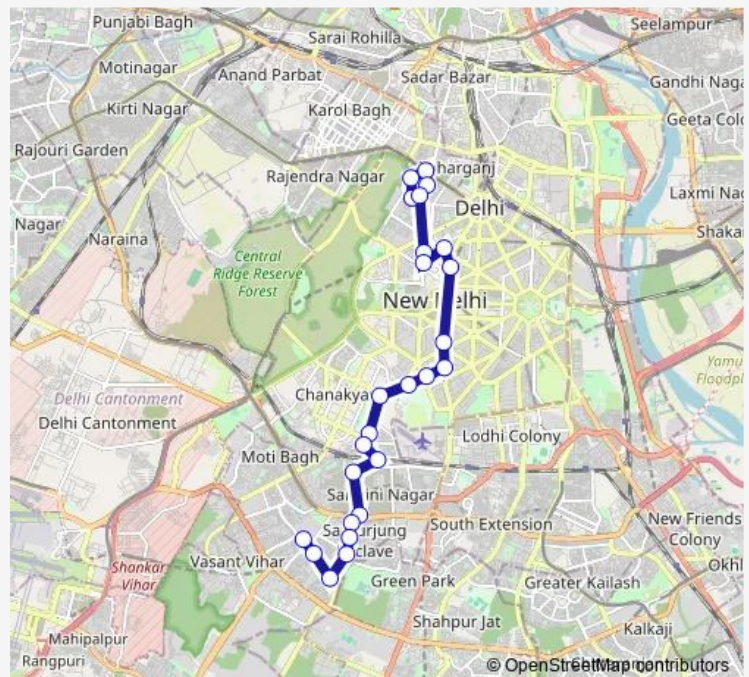 Punjabi Bagh
Seelampur
Sarai Rohilla
Motinagar
Anand Parbat
Sadar Bazar
Gandhi Naga
Kirti Nagar
Karol Bagh
Geeta Colo
Rajouri Garden
Rajendra Nagar
harganj
Laxmi Nag
Delhi
Nagar
Naraina
Shakar
Central
Ridge Reserve
Forest
New Delhi
Yamu
Floodpl
Delhi Cantonment
Chanakya
Delhi Cantonment
Lodhi Colony
Moti Bagh
Nagar
South Extension
New Friends
Colony
Vasant Vihar
clave
Okhl
Shankar
Vihar
Green Park
Greater Kailash
Shahpur Jat
Kalkaji
Mahipalpur
Rangpuri
© OpenStreetMap contributors